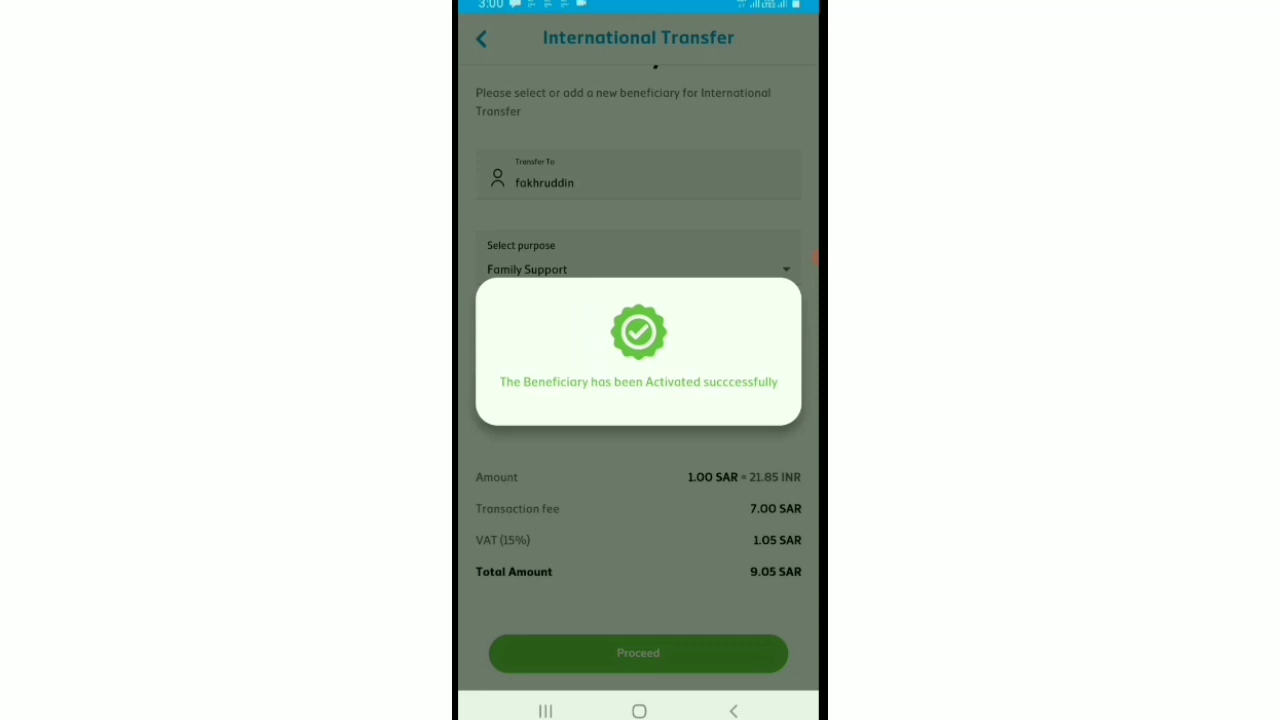 3:00
International Transfer
Please select or add a new beneficiary for International
Transfer
Transfer To
fakhruddin
Select purpose
Family Support
The Beneficiary has been Activated succcessfully
Amount 1.00 SAR = 21.85 INR
Transaction fee 7.00 SAR
VAT (15%) 1.05 SAR
Total Amount 9.05 SAR
Proceed